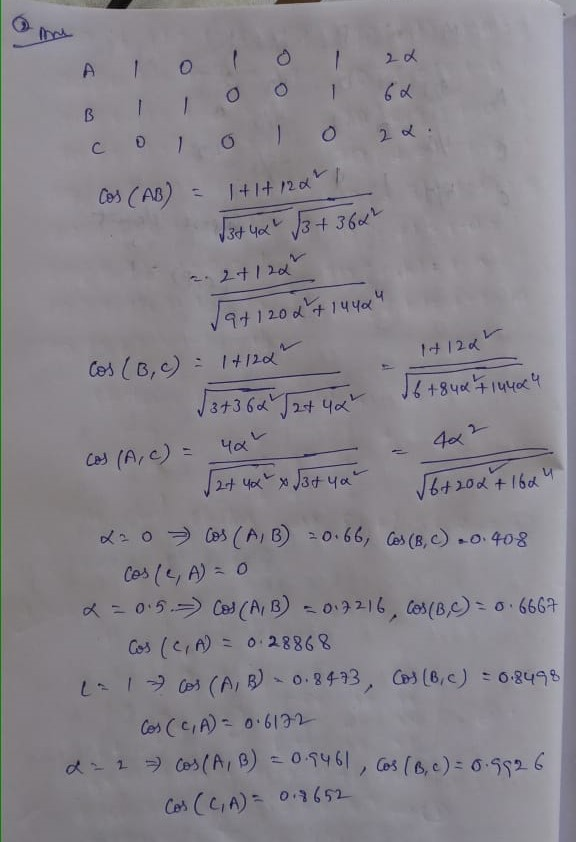 ② Ans
A 1 0 1 0 1 2α
B 1 1 0 0 1 6α
C 0 1 0 1 0 2α.
Cos(AB) = 1+1+12α² / √3+4α² √3+36α²
= 2+12α² / √9+120α²+144α⁴
Cos(B,C) = 1+12α² / √3+36α² √2+4α² = 1+12α² / √6+84α²+144α⁴
Cos(A,C) = 4α² / √2+4α² × √3+4α² = 4α² / √6+20α²+16α⁴
α=0 ⇒ Cos(A,B) = 0.66, Cos(B,C) = 0.408
Cos(C,A) = 0
α = 0.5 ⇒ Cos(A,B) = 0.7216, Cos(B,C) = 0.6667
Cos(C,A) = 0.28868
L = 1 ⇒ Cos(A,B) = 0.8473, Cos(B,C) = 0.8498
Cos(C,A) = 0.6172
α = 2 ⇒ Cos(A,B) = 0.9461, Cos(B,C) = 0.9926
Cos(C,A) = 0.8652